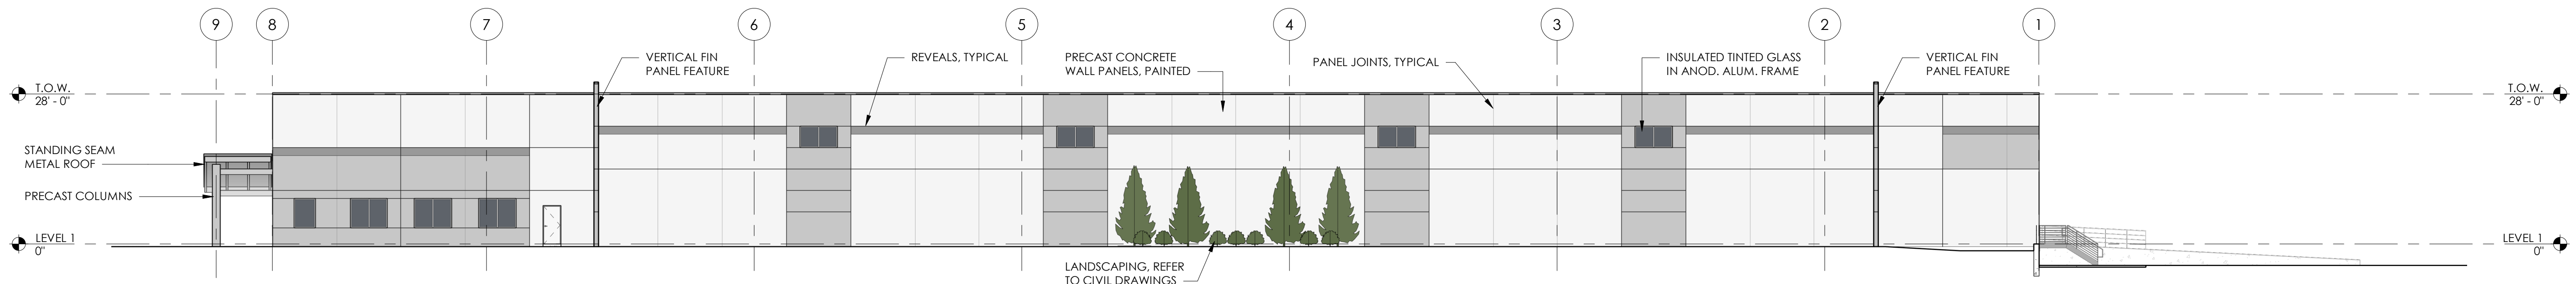 9
8
7
6
5
4
3
2
1
VERTICAL FIN
PANEL FEATURE
REVEALS, TYPICAL
PRECAST CONCRETE
WALL PANELS, PAINTED
PANEL JOINTS, TYPICAL
INSULATED TINTED GLASS
IN ANOD. ALUM. FRAME
VERTICAL FIN
PANEL FEATURE
T.O.W.
28' - 0"
T.O.W.
28' - 0"
STANDING SEAM
METAL ROOF
PRECAST COLUMNS
LEVEL 1
0"
LEVEL 1
0"
LANDSCAPING, REFER
TO CIVIL DRAWINGS